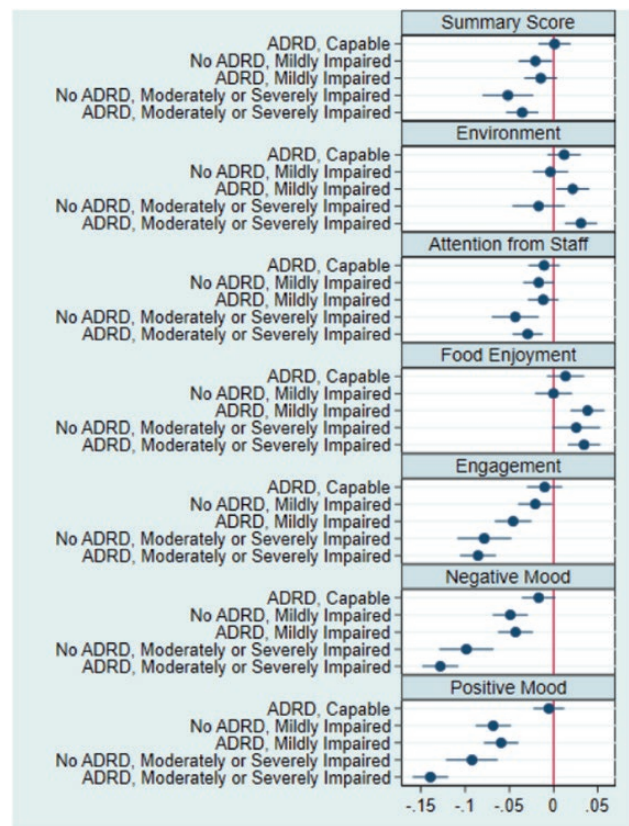 Summary Score
ADRD, Capable
No ADRD, Mildly Impaired
ADRD, Mildly Impaired
No ADRD, Moderately or Severely Impaired
ADRD, Moderately or Severely Impaired
Environment
ADRD, Capable
No ADRD, Mildly Impaired
ADRD, Mildly Impaired
No ADRD, Moderately or Severely Impaired
ADRD, Moderately or Severely Impaired
Attention from Staff
ADRD, Capable
No ADRD, Mildly Impaired
ADRD, Mildly Impaired
No ADRD, Moderately or Severely Impaired
ADRD, Moderately or Severely Impaired
Food Enjoyment
ADRD, Capable
No ADRD, Mildly Impaired
ADRD, Mildly Impaired
No ADRD, Moderately or Severely Impaired
ADRD, Moderately or Severely Impaired
Engagement
ADRD, Capable
No ADRD, Mildly Impaired
ADRD, Mildly Impaired
No ADRD, Moderately or Severely Impaired
ADRD, Moderately or Severely Impaired
Negative Mood
ADRD, Capable
No ADRD, Mildly Impaired
ADRD, Mildly Impaired
No ADRD, Moderately or Severely Impaired
ADRD, Moderately or Severely Impaired
Positive Mood
ADRD, Capable
No ADRD, Mildly Impaired
ADRD, Mildly Impaired
No ADRD, Moderately or Severely Impaired
ADRD, Moderately or Severely Impaired
-.15 -.1 -.05 0 .05